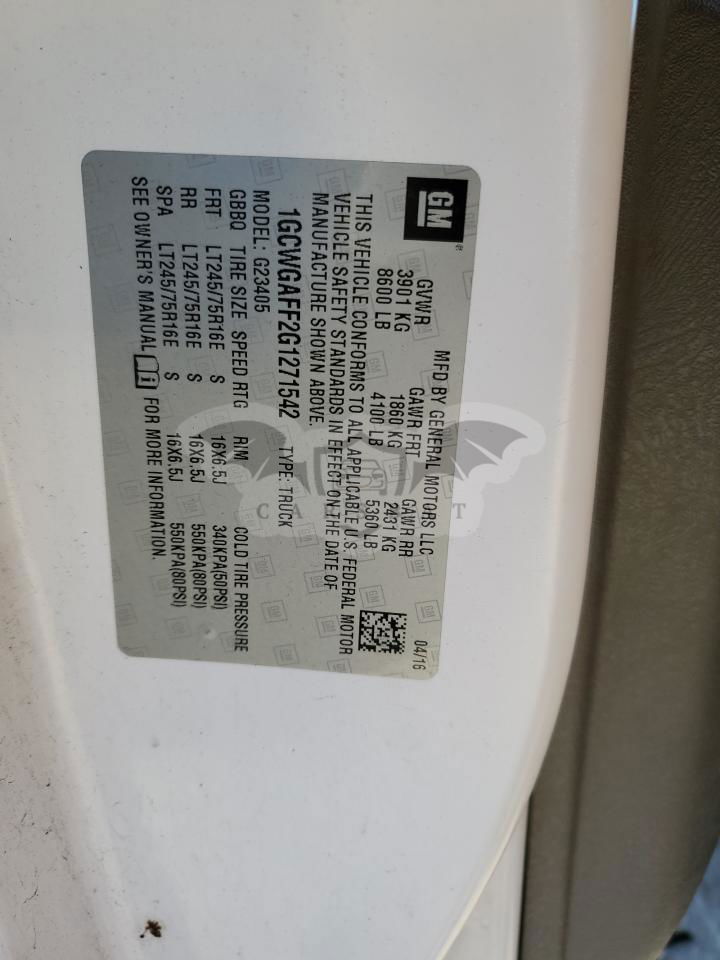 GM
MFD BY GENERAL MOTORS LLC 04/16
GVWR GAWR FRT GAWR RR
3901 KG 1860 KG 2431 KG
8600 LB 4100 LB 5360 LB
THIS VEHICLE CONFORMS TO ALL APPLICABLE U.S. FEDERAL MOTOR
VEHICLE SAFETY STANDARDS IN EFFECT ON THE DATE OF
MANUFACTURE SHOWN ABOVE.
1GCWGAFF2G1271542 TYPE: TRUCK
MODEL: G23405
GBBQ TIRE SIZE SPEED RTG RIM COLD TIRE PRESSURE
FRT LT245/75R16E S 16X6.5J 340KPA(50PSI)
RR LT245/75R16E S 16X6.5J 550KPA(80PSI)
SPA LT245/75R16E S 16X6.5J 550KPA(80PSI)
SEE OWNER'S MANUAL FOR MORE INFORMATION.